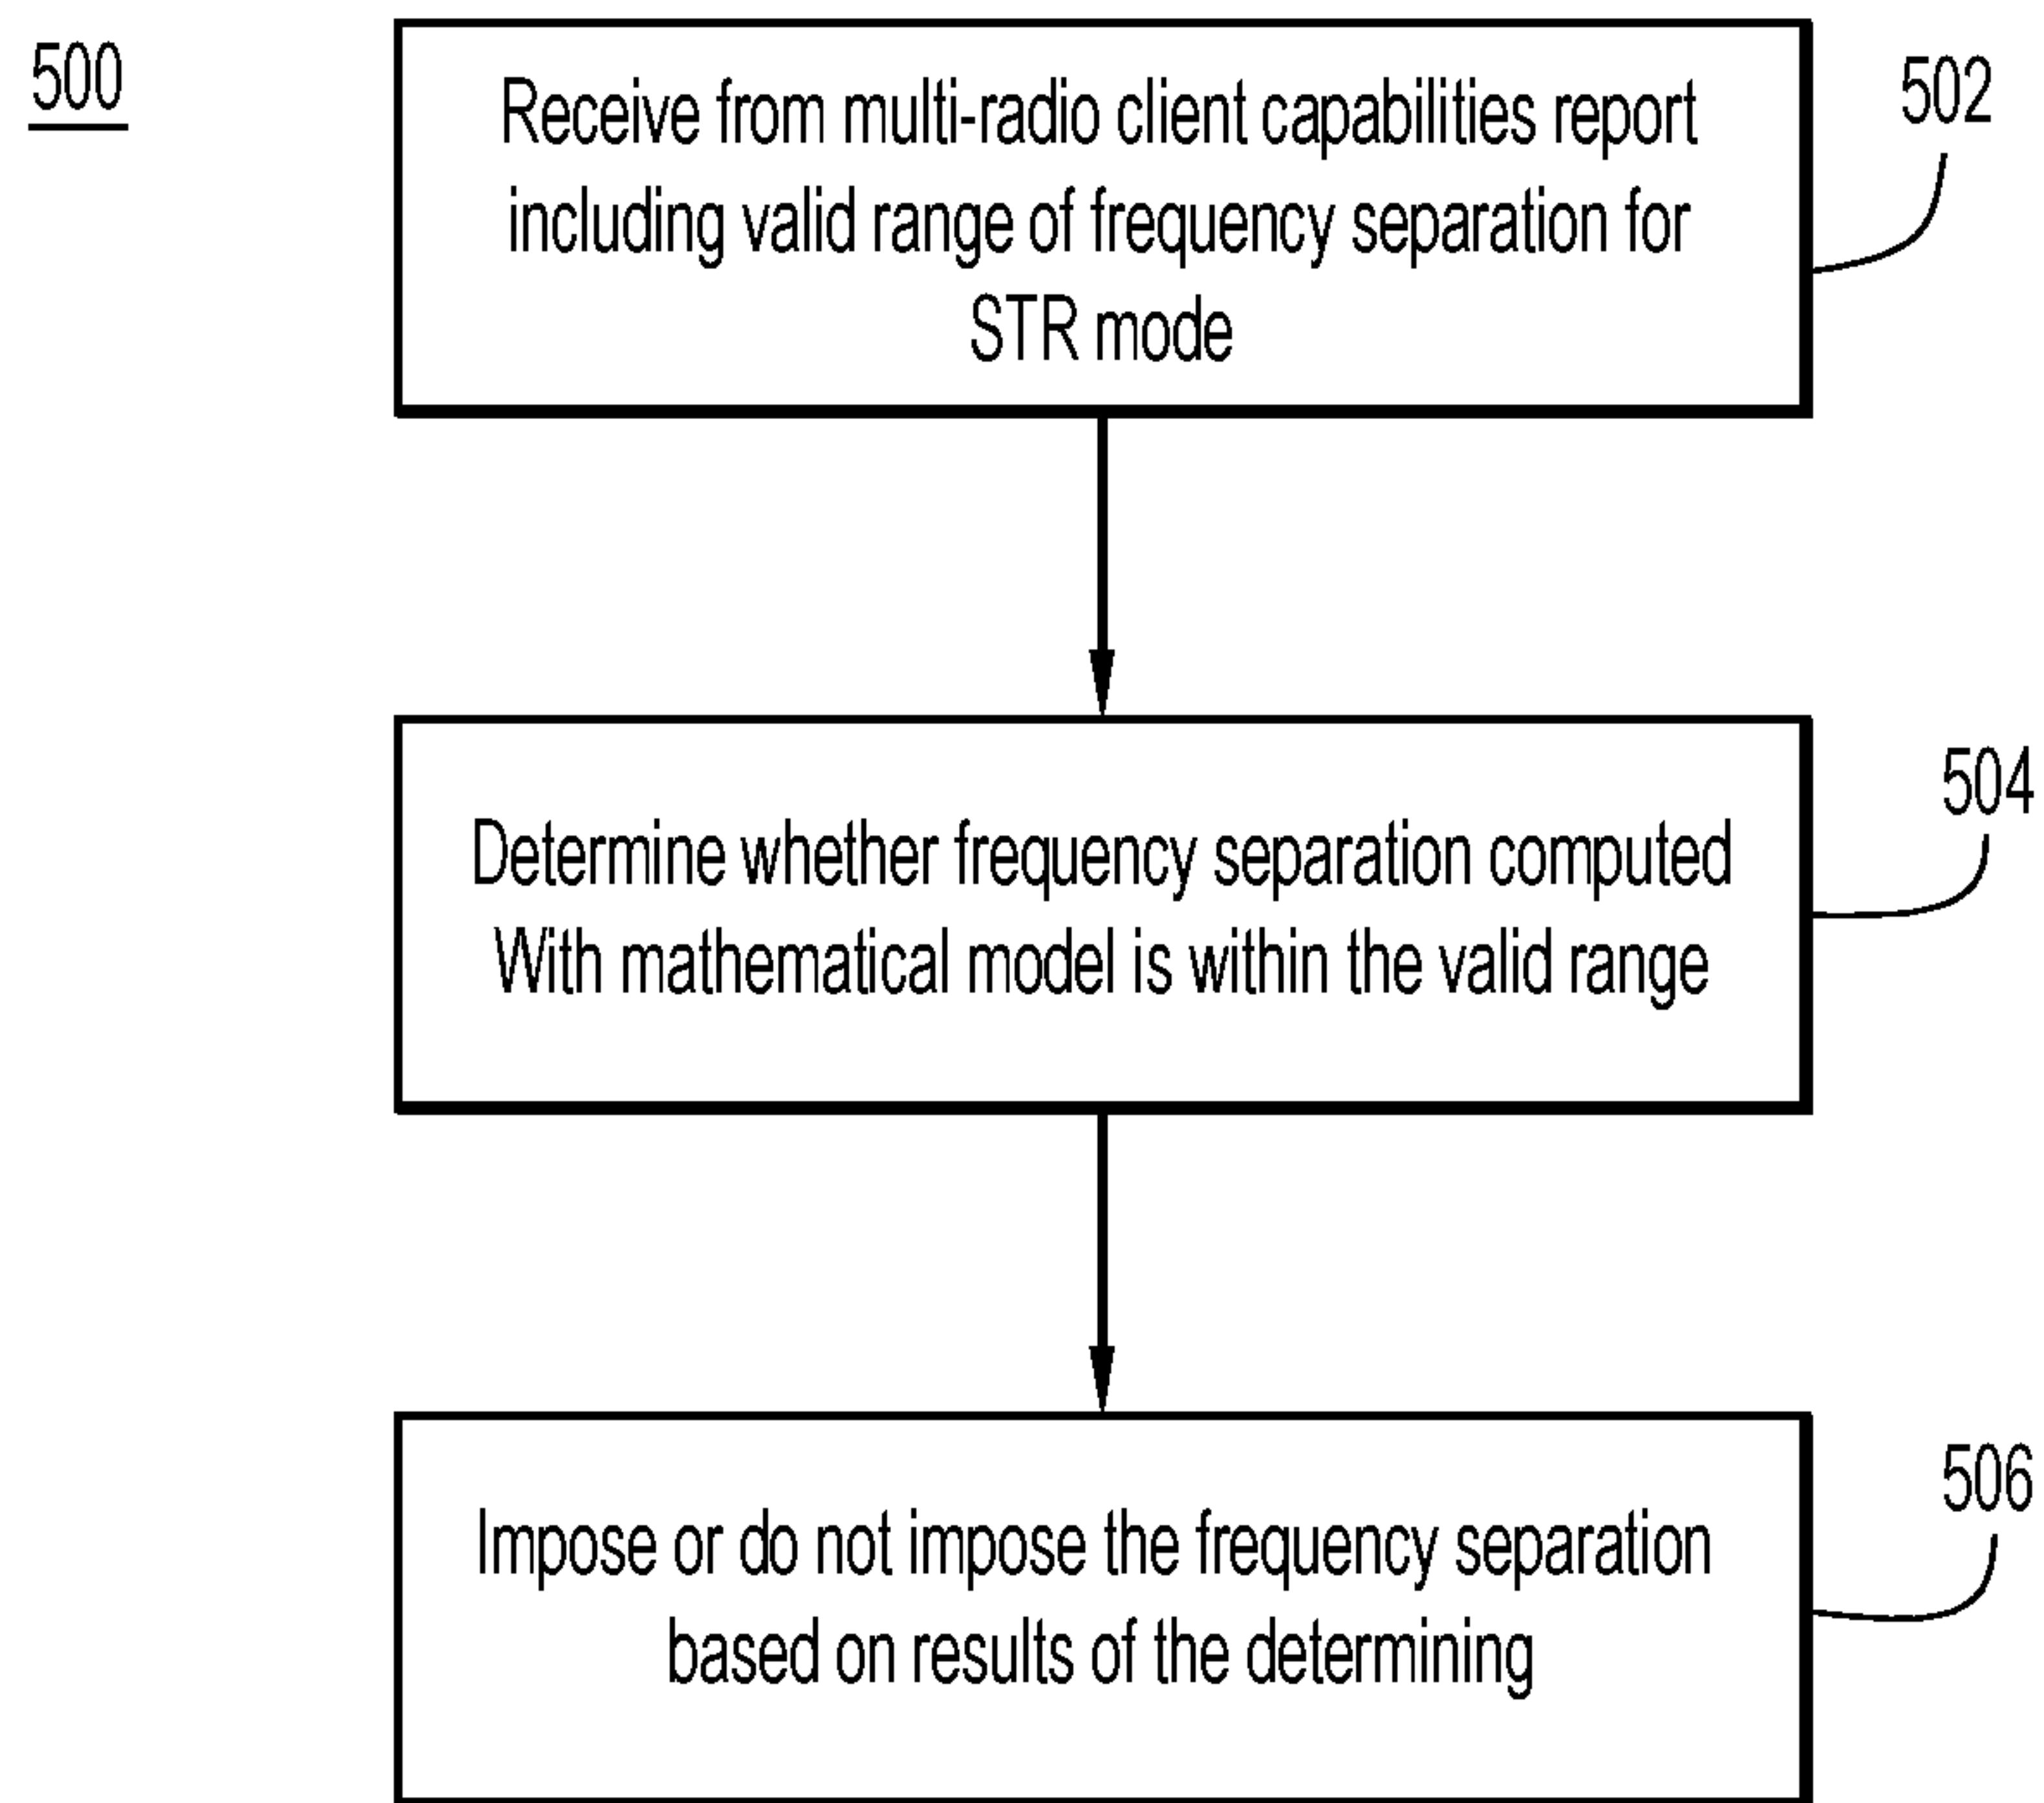 500
Receive from multi-radio client capabilities report
including valid range of frequency separation for
STR mode
502
Determine whether frequency separation computed
With mathematical model is within the valid range
504
Impose or do not impose the frequency separation
based on results of the determining
506